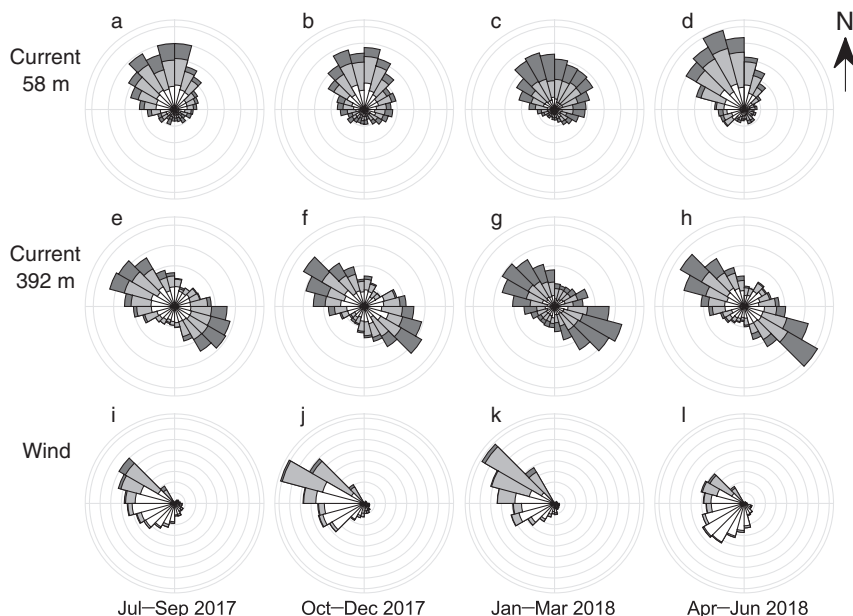 a
b
c
d
N
Current
58 m
e
f
g
h
Current
392 m
i
j
k
l
Wind
Jul–Sep 2017
Oct–Dec 2017
Jan–Mar 2018
Apr–Jun 2018